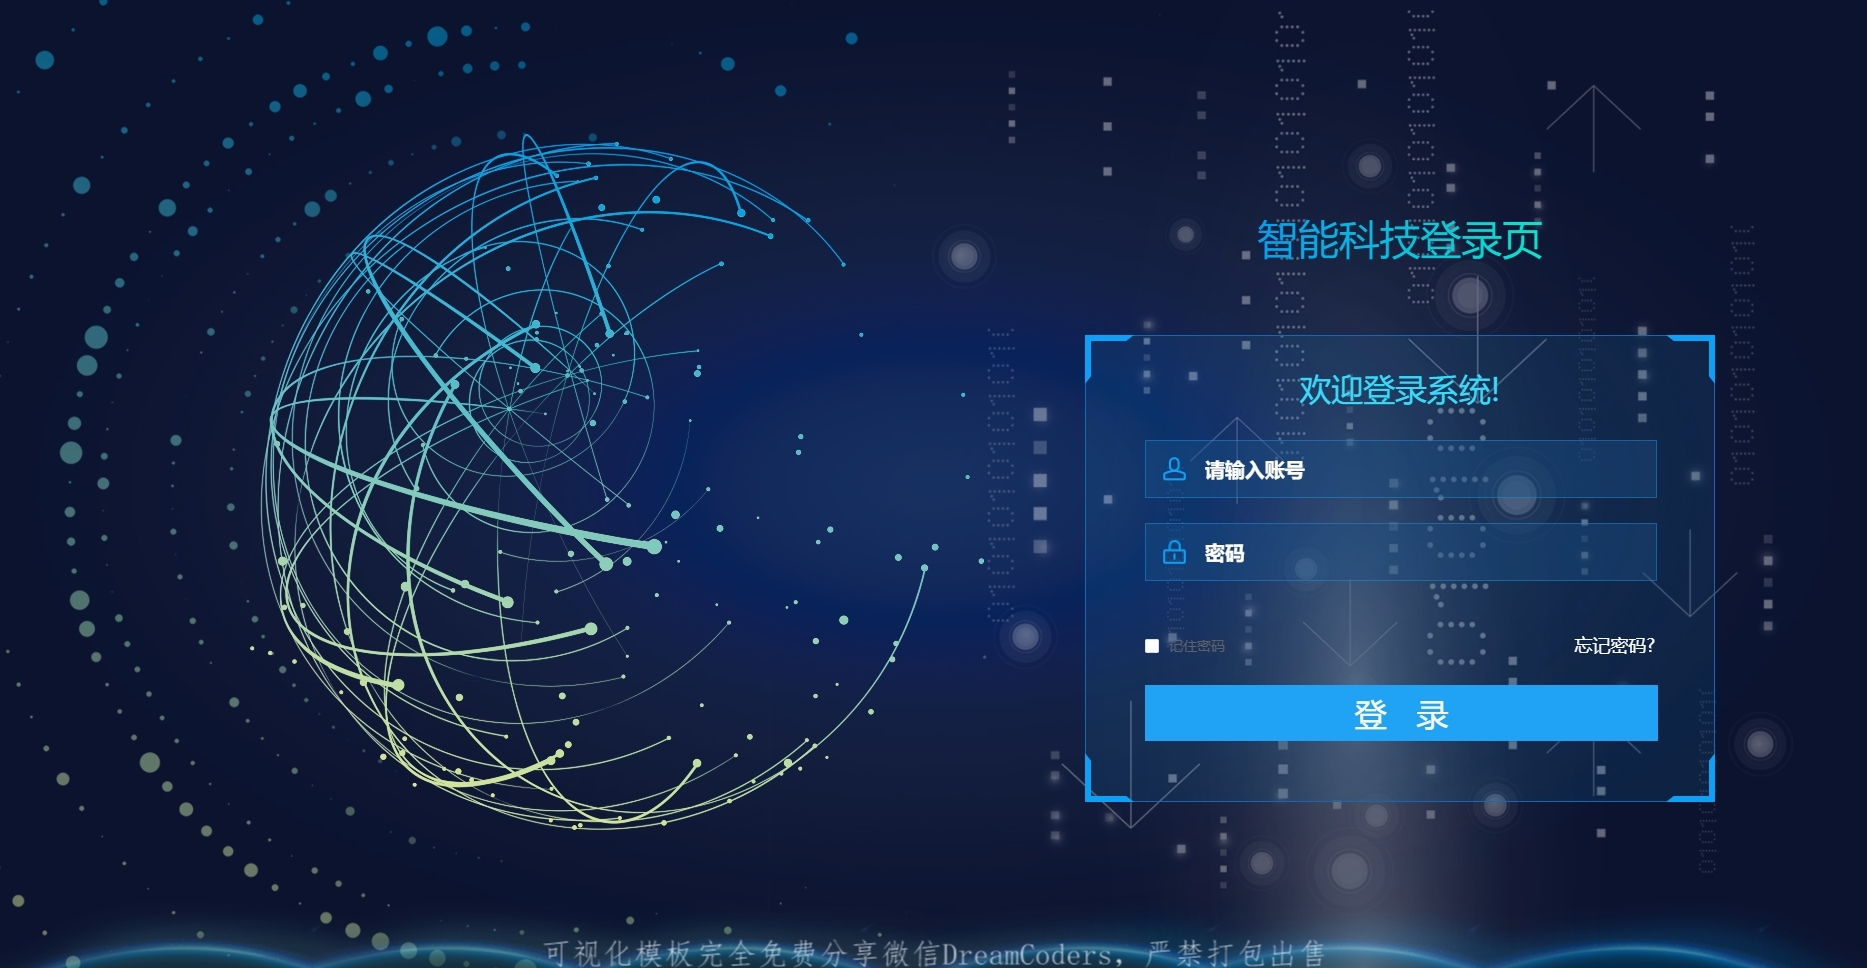 智能科技登录页
欢迎登录系统!
请输入账号
密码
记住密码
忘记密码?
登 录
可视化模板完全免费分享微信DreamCoders，严禁打包出售